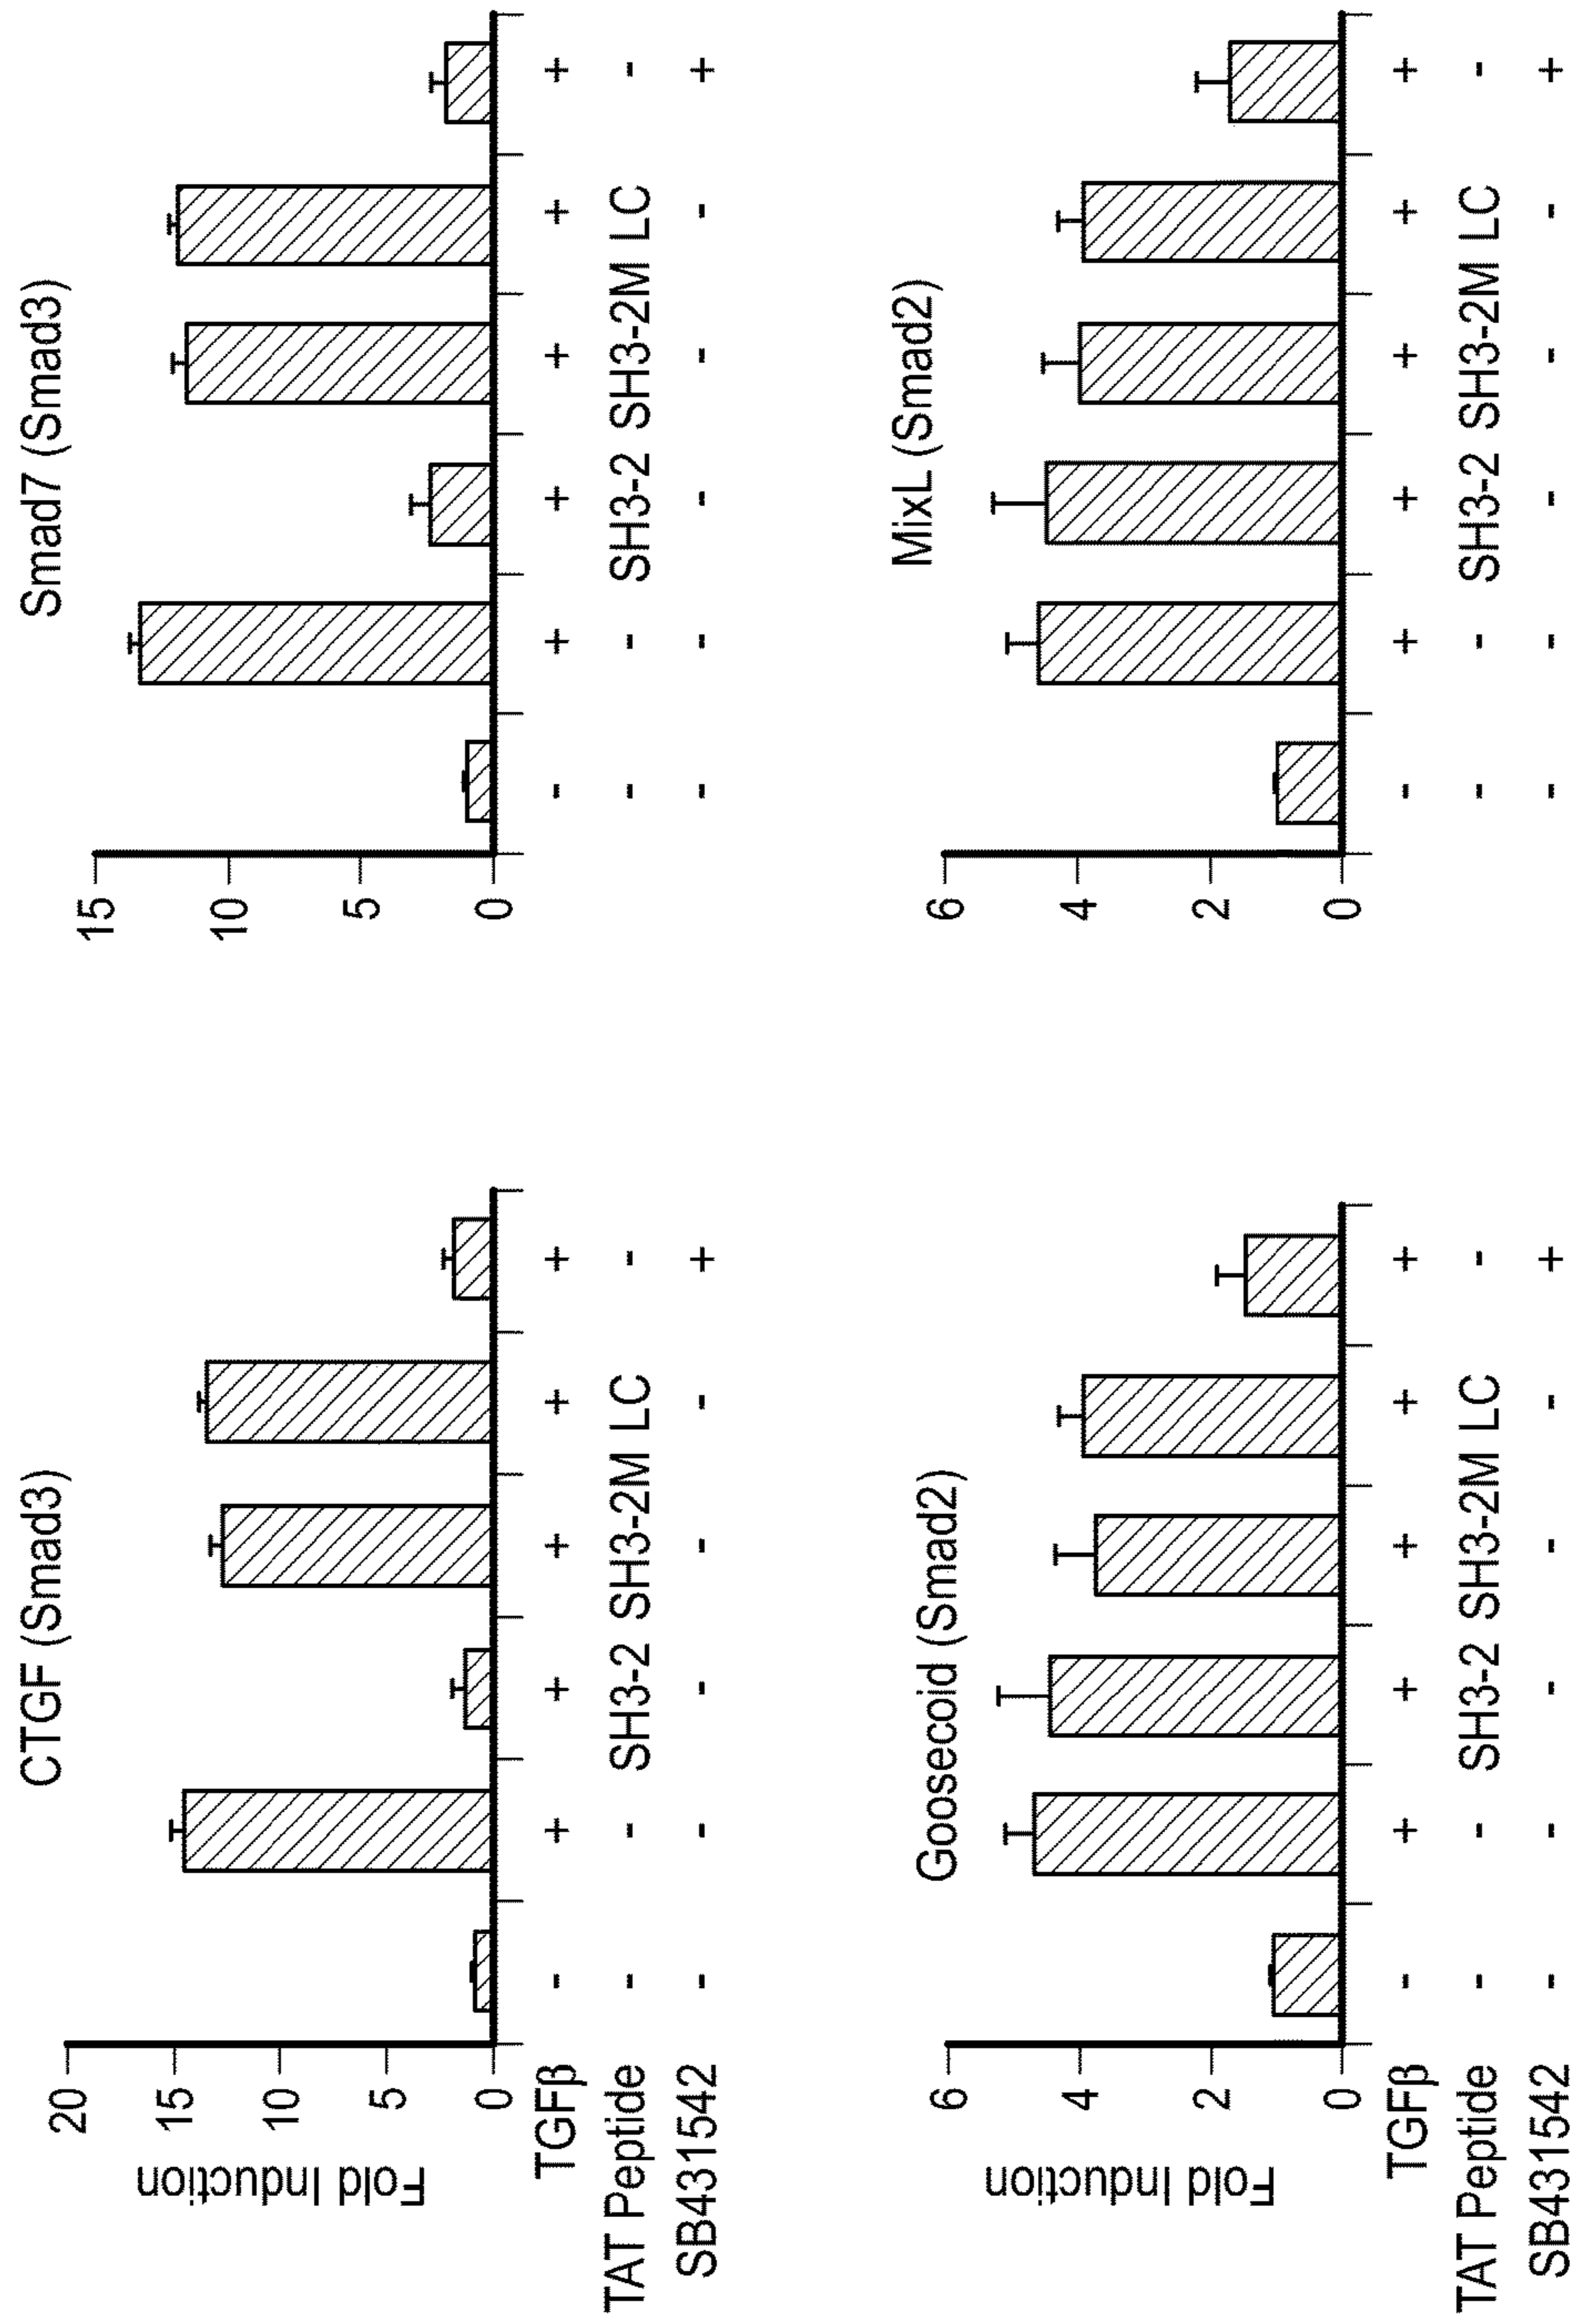 CTGF (Smad3)
Fold Induction
20
15
10
5
0
TGFβ - + + + + +
TAT Peptide - - SH3-2 SH3-2M LC -
SB431542 - - - - - +
Smad7 (Smad3)
15
10
5
0
- + + + + +
- - SH3-2 SH3-2M LC -
- - - - - +
Goosecoid (Smad2)
Fold Induction
6
4
2
0
TGFβ - + + + + +
TAT Peptide - - SH3-2 SH3-2M LC -
SB431542 - - - - - +
MixL (Smad2)
6
4
2
0
- + + + + +
- - SH3-2 SH3-2M LC -
- - - - - +